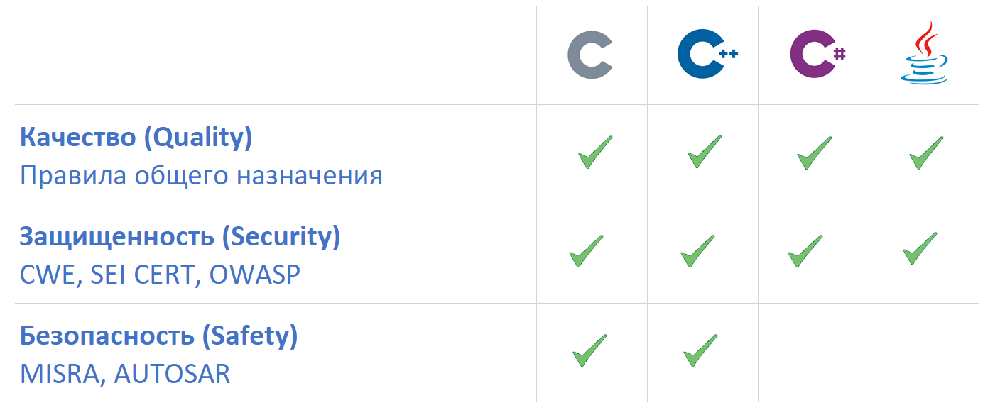 C
C++
C#
Качество (Quality)
Правила общего назначения
Защищенность (Security)
CWE, SEI CERT, OWASP
Безопасность (Safety)
MISRA, AUTOSAR